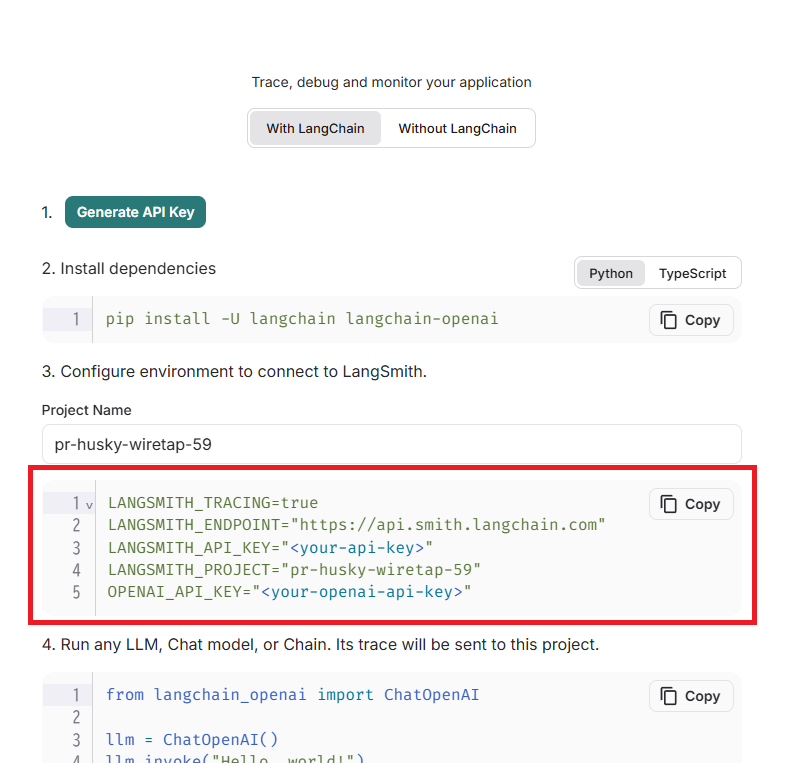 Trace, debug and monitor your application
With LangChain Without LangChain
1. Generate API Key
2. Install dependencies
Python TypeScript
1 pip install -U langchain langchain-openai Copy
3. Configure environment to connect to LangSmith.
Project Name
pr-husky-wiretap-59
1 LANGSMITH_TRACING=true Copy
2 LANGSMITH_ENDPOINT="https://api.smith.langchain.com"
3 LANGSMITH_API_KEY="<your-api-key>"
4 LANGSMITH_PROJECT="pr-husky-wiretap-59"
5 OPENAI_API_KEY="<your-openai-api-key>"
4. Run any LLM, Chat model, or Chain. Its trace will be sent to this project.
1 from langchain_openai import ChatOpenAI Copy
2
3 llm = ChatOpenAI()
4 llm.invoke("Hello, world!")